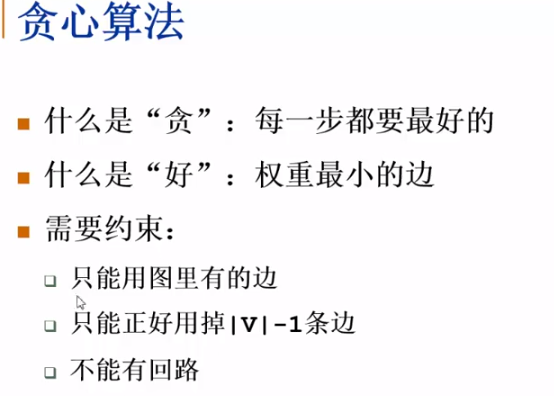 贪心算法
什么是“贪”：每一步都要最好的
什么是“好”：权重最小的边
需要约束：
只能用图里有的边
只能正好用掉|V|-1条边
不能有回路